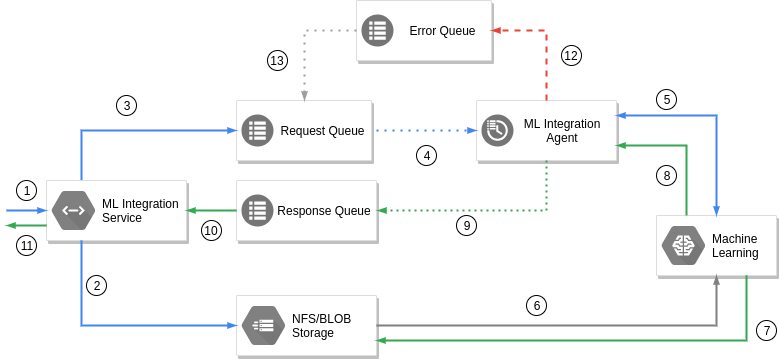 Error Queue
13
12
3
5
Request Queue
ML Integration
Agent
4
8
1
ML Integration
Service
Response Queue
10
9
11
Machine
Learning
2
6
NFS/BLOB
Storage
7